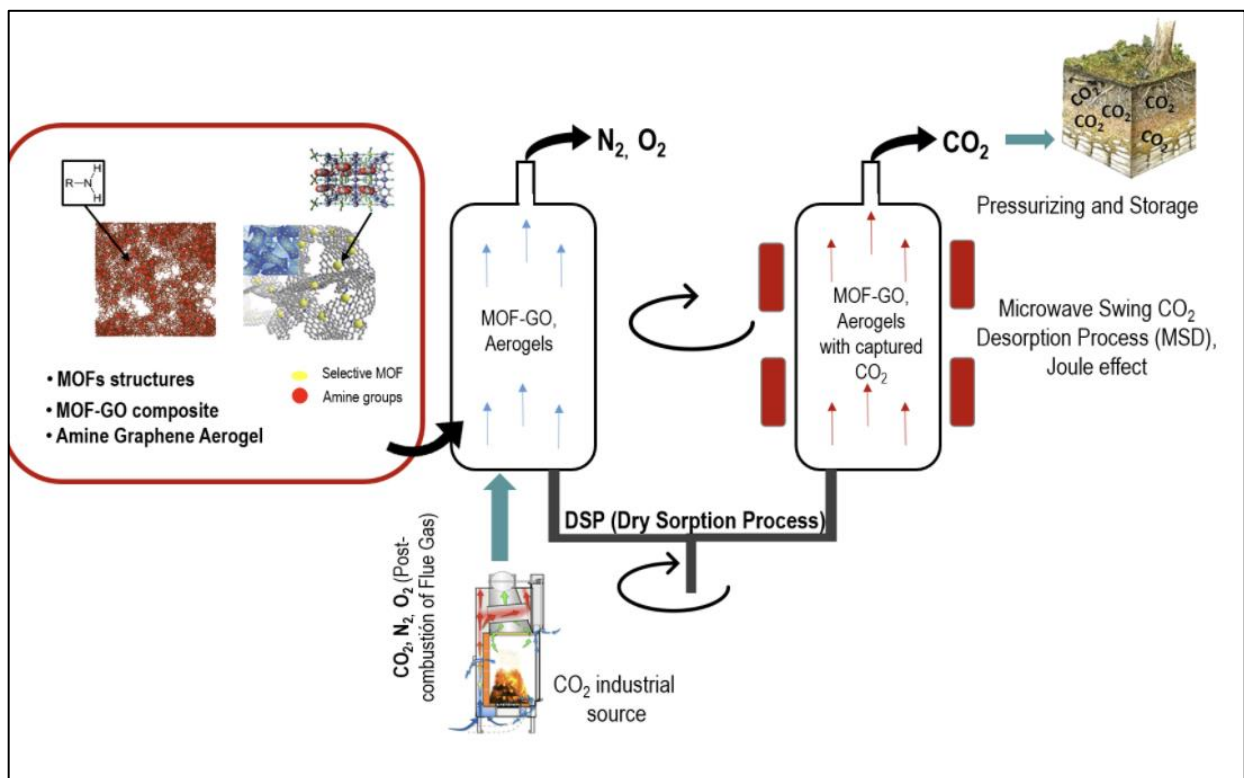 R–N
H
H
• MOFs structures
• MOF-GO composite
• Amine Graphene Aerogel
Selective MOF
Amine groups
N₂, O₂
MOF-GO,
Aerogels
CO₂, N₂, O₂ (Post-
combustion of Flue Gas)
CO₂ industrial
source
DSP (Dry Sorption Process)
CO₂
MOF-GO,
Aerogels
with captured
CO₂
CO₂
CO₂
CO₂
CO₂
CO₂
Pressurizing and Storage
Microwave Swing CO₂
Desorption Process (MSD),
Joule effect